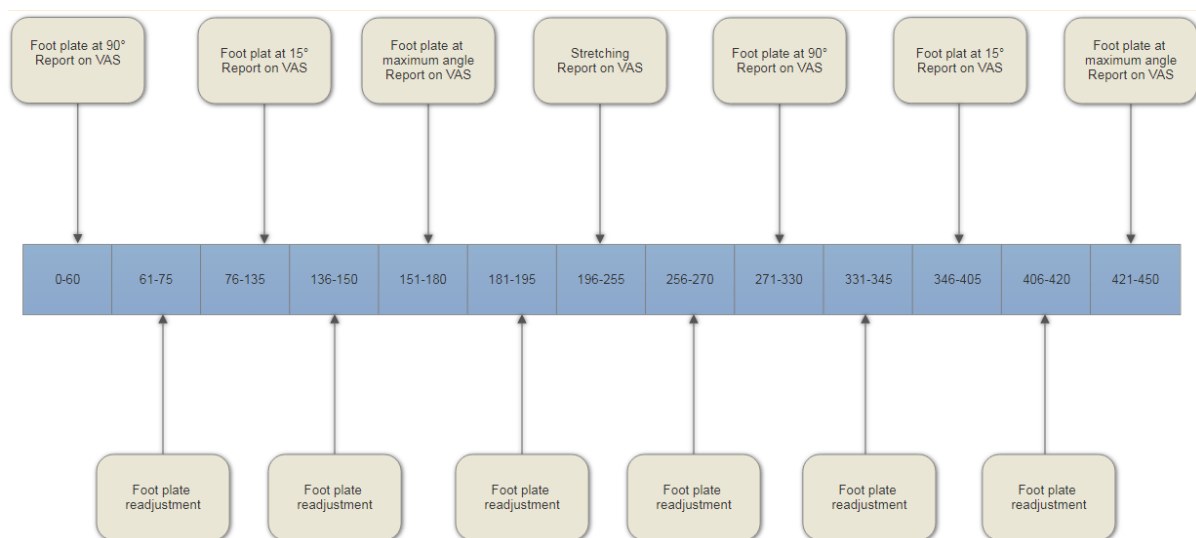 Foot plate at 90°
Report on VAS
Foot plat at 15°
Report on VAS
Foot plate at
maximum angle
Report on VAS
Stretching
Report on VAS
Foot plate at 90°
Report on VAS
Foot plat at 15°
Report on VAS
Foot plate at
maximum angle
Report on VAS
0-60
61-75
76-135
136-150
151-180
181-195
196-255
256-270
271-330
331-345
346-405
406-420
421-450
Foot plate
readjustment
Foot plate
readjustment
Foot plate
readjustment
Foot plate
readjustment
Foot plate
readjustment
Foot plate
readjustment